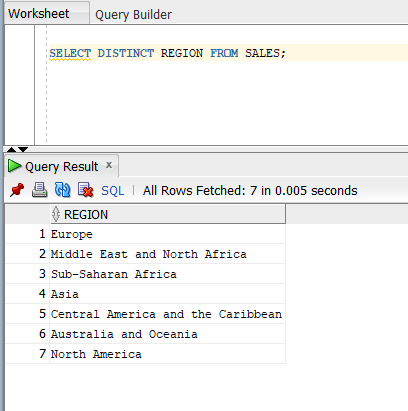 Worksheet Query Builder
SELECT DISTINCT REGION FROM SALES;
Query Result x
SQL | All Rows Fetched: 7 in 0.005 seconds
REGION
1 Europe
2 Middle East and North Africa
3 Sub-Saharan Africa
4 Asia
5 Central America and the Caribbean
6 Australia and Oceania
7 North America